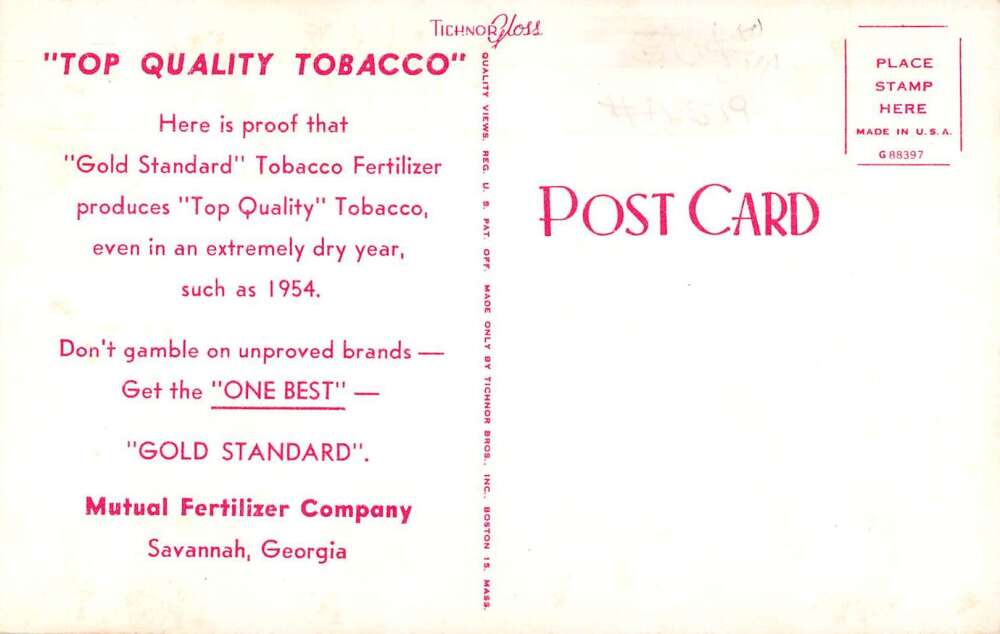 TICHNOR Gloss
"TOP QUALITY TOBACCO"
Here is proof that
"Gold Standard" Tobacco Fertilizer
produces "Top Quality" Tobacco,
even in an extremely dry year,
such as 1954.
Don't gamble on unproved brands —
Get the "ONE BEST" —
"GOLD STANDARD".
Mutual Fertilizer Company
Savannah, Georgia
QUALITY VIEWS. REG. U. S. PAT. OFF. MADE ONLY BY TICHNOR BROS., INC., BOSTON 15, MASS.
POST CARD
PLACE
STAMP
HERE
MADE IN U.S.A.
G88397